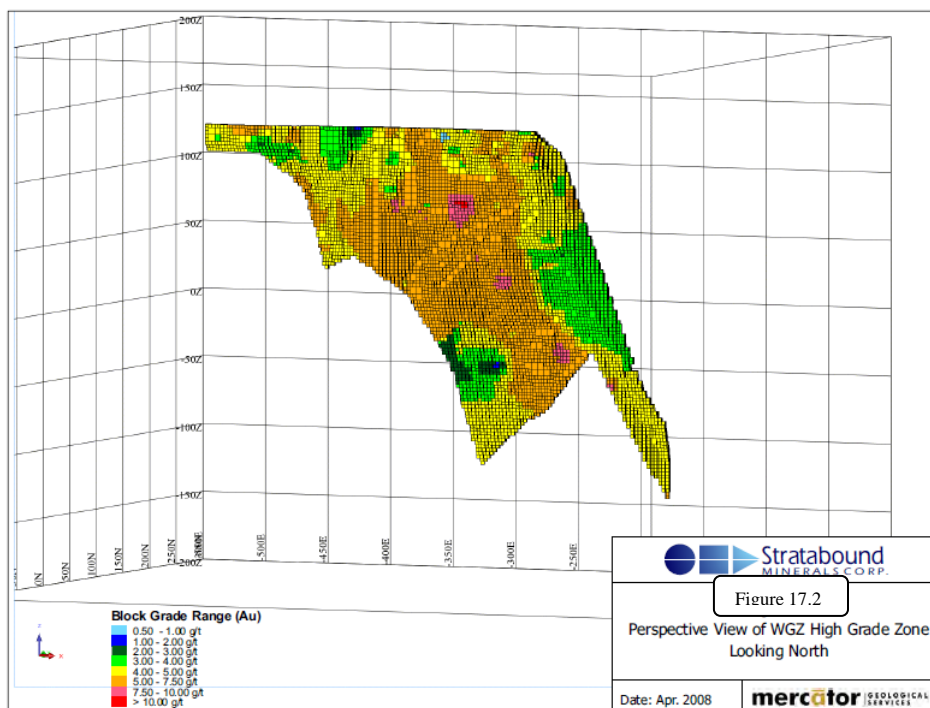 200Z
150Z
100Z
50Z
0Z
-50Z
-100Z
-150Z
-200Z
0N
50N
100N
150N
200N
250N
-500E
-450E
-400E
-350E
-300E
-250E
Block Grade Range (Au)
0.50 - 1.00 g/t
1.00 - 2.00 g/t
2.00 - 3.00 g/t
3.00 - 4.00 g/t
4.00 - 5.00 g/t
5.00 - 7.50 g/t
7.50 - 10.00 g/t
> 10.00 g/t
Stratabound
MINERALS CORP.
Figure 17.2
Perspective View of WGZ High Grade Zone
Looking North
Date: Apr. 2008
mercator GEOLOGICAL
SERVICES